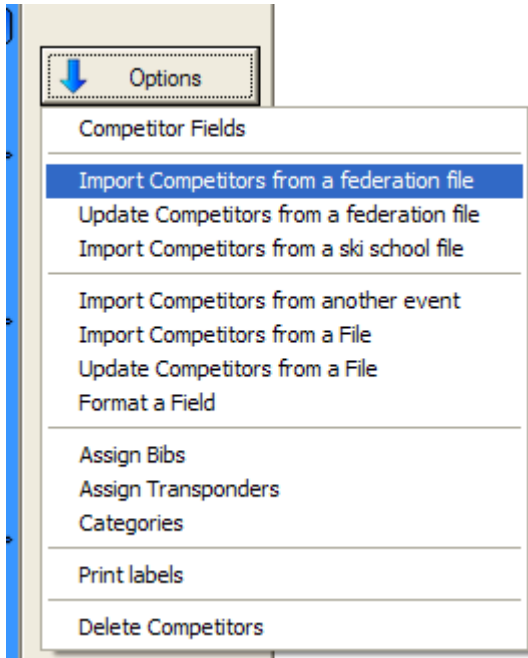 Options
Competitor Fields
Import Competitors from a federation file
Update Competitors from a federation file
Import Competitors from a ski school file
Import Competitors from another event
Import Competitors from a File
Update Competitors from a File
Format a Field
Assign Bibs
Assign Transponders
Categories
Print labels
Delete Competitors